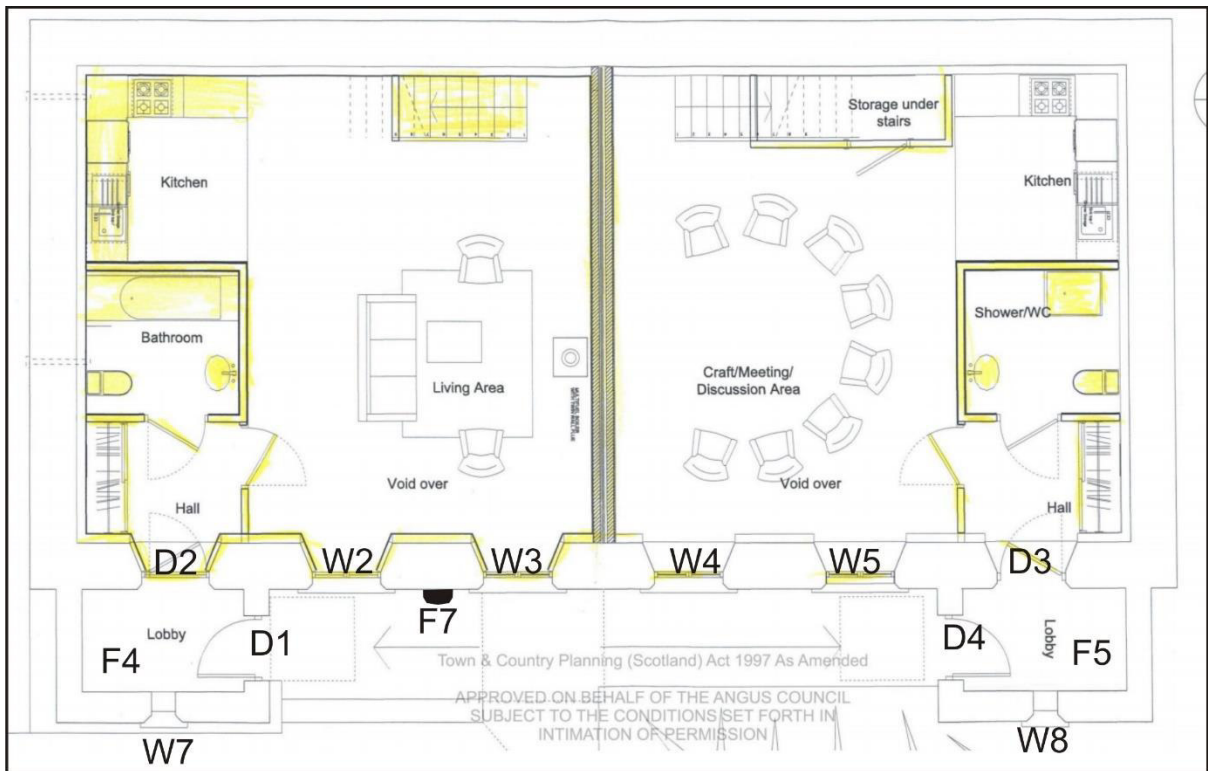 Storage under
stairs
Kitchen
Kitchen
Shower/WC
Bathroom
Living Area
Craft/Meeting/
Discussion Area
Void over
Void over
Hall
Hall
D2
W2
W3
W4
W5
D3
F7
Lobby
D1
F4
D4
Lobby
F5
Town & Country Planning (Scotland) Act 1997 As Amended
APPROVED ON BEHALF OF THE ANGUS COUNCIL
SUBJECT TO THE CONDITIONS SET FORTH IN
INTIMATION OF PERMISSION
W7
W8